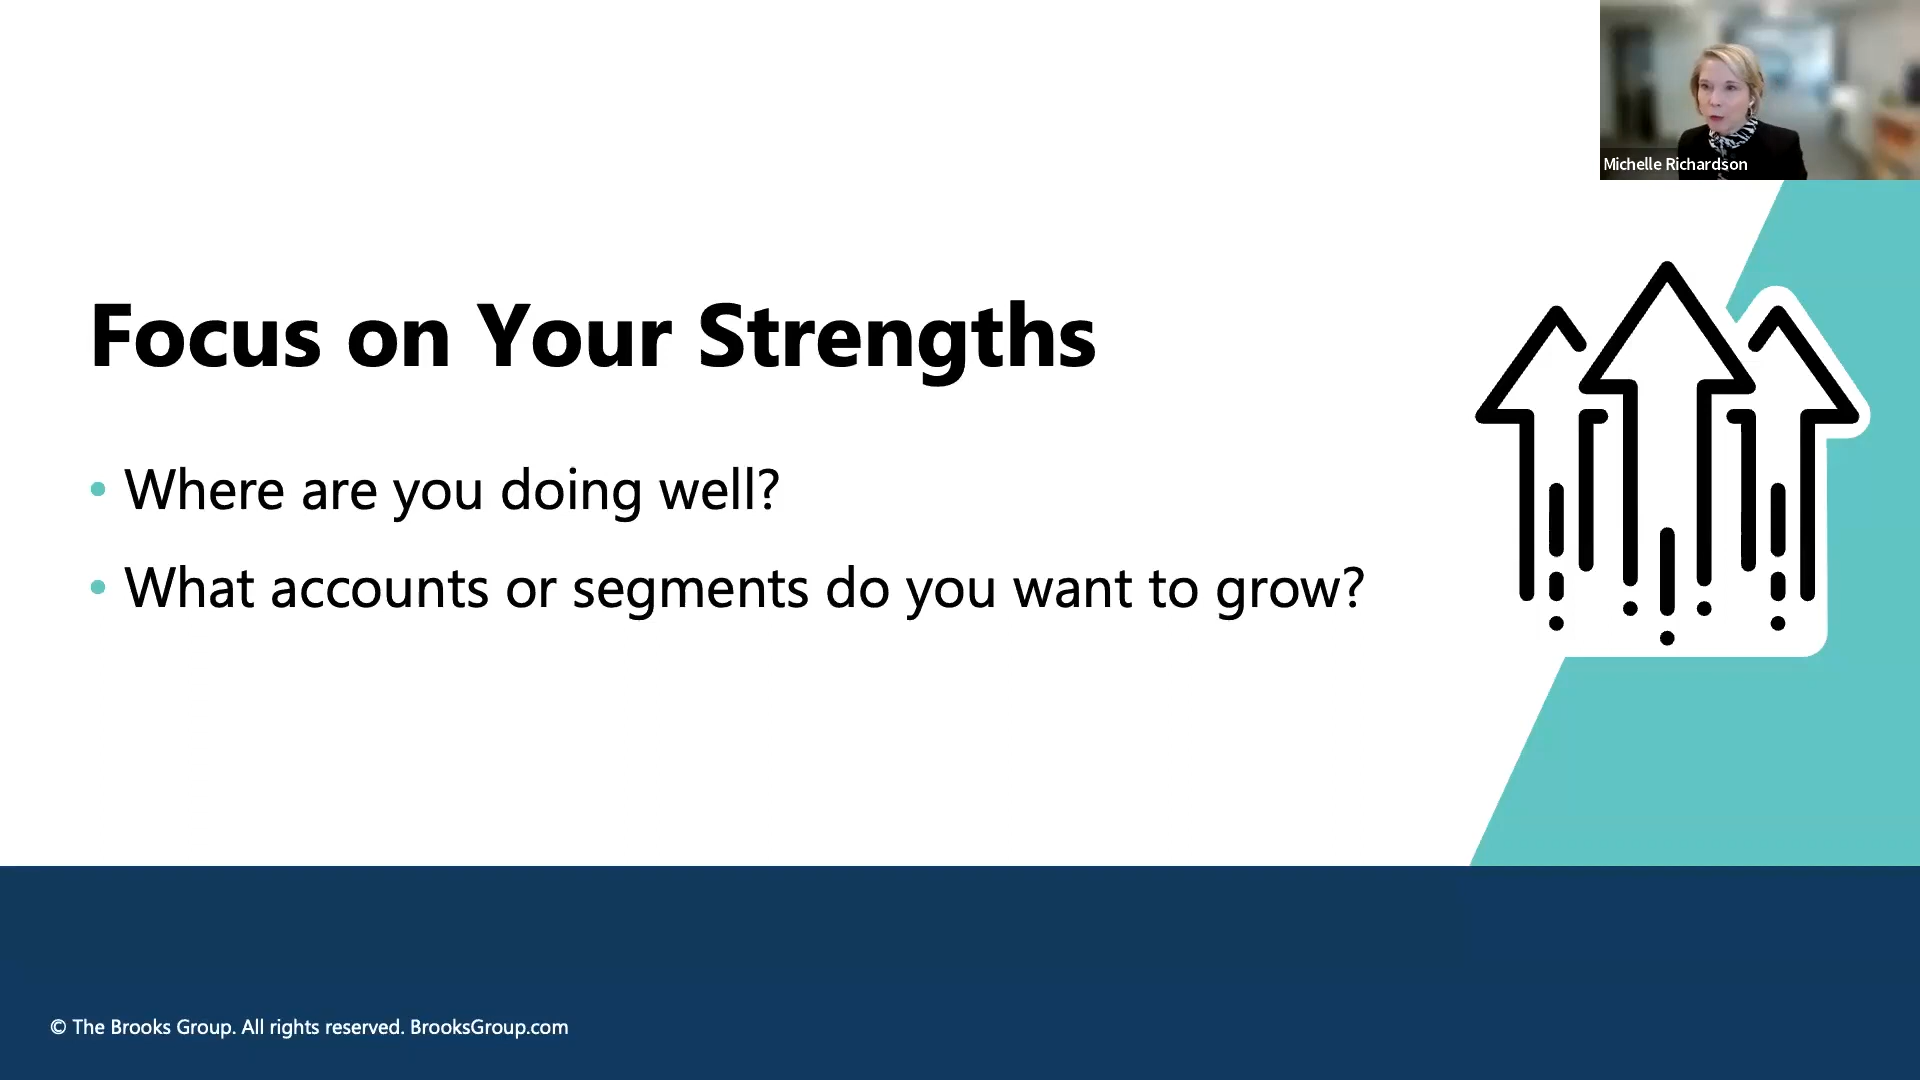 Michelle Richardson
Focus on Your Strengths
• Where are you doing well?
• What accounts or segments do you want to grow?
© The Brooks Group. All rights reserved. BrooksGroup.com